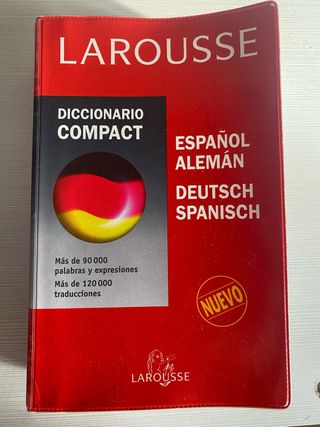 LAROUSSE
DICCIONARIO
COMPACT
ESPAÑOL
ALEMÁN
DEUTSCH
SPANISCH
Más de 90 000
palabras y expresiones
Más de 120 000
traducciones
NUEVO
LAROUSSE